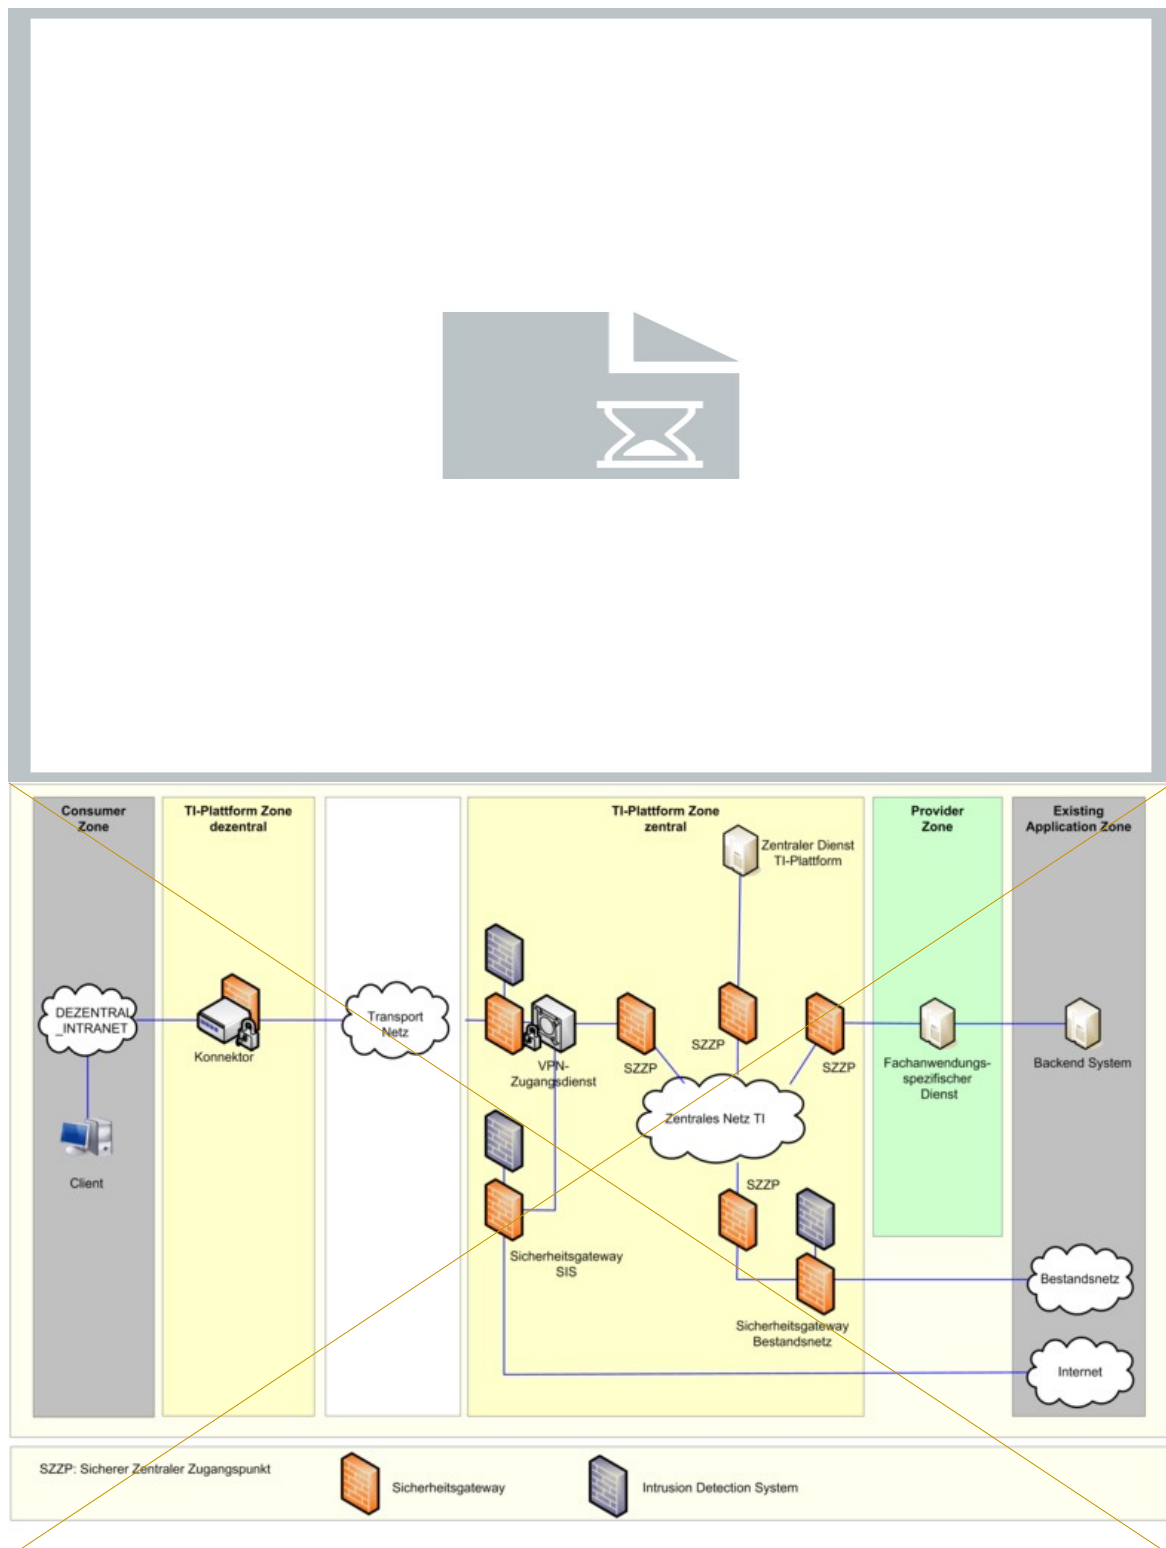 Consumer
Zone
TI-Plattform Zone
dezentral
TI-Plattform Zone
zentral
Provider
Zone
Existing
Application Zone
Zentraler Dienst
TI-Plattform
DEZENTRAL
_INTRANET
Konnektor
Transport
Netz
VPN-
Zugangsdienst
SZZP
SZZP
SZZP
Fachanwendungs-
spezifischer
Dienst
Backend System
Zentrales Netz TI
Client
SZZP
Sicherheitsgateway
SIS
Bestandsnetz
Sicherheitsgateway
Bestandsnetz
Internet
SZZP: Sicherer Zentraler Zugangspunkt
Sicherheitsgateway
Intrusion Detection System